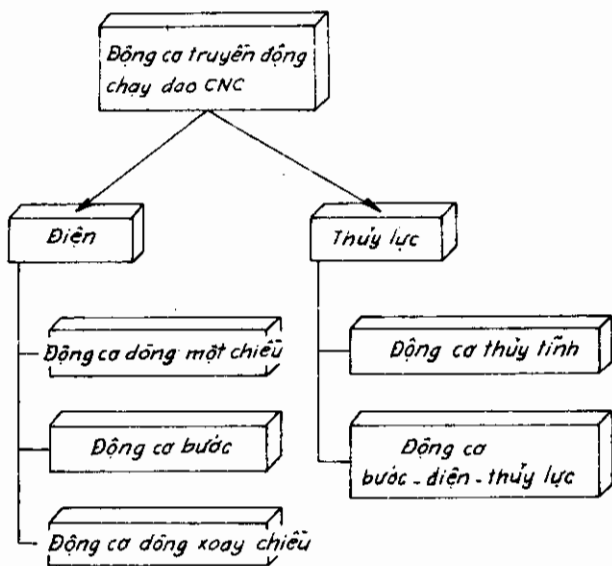 Động cơ truyền động
chạy dao CNC
Điện
Thủy lực
Động cơ dòng một chiều
Động cơ bước
Động cơ dòng xoay chiều
Động cơ thủy tĩnh
Động cơ
bước - điện - thủy lực